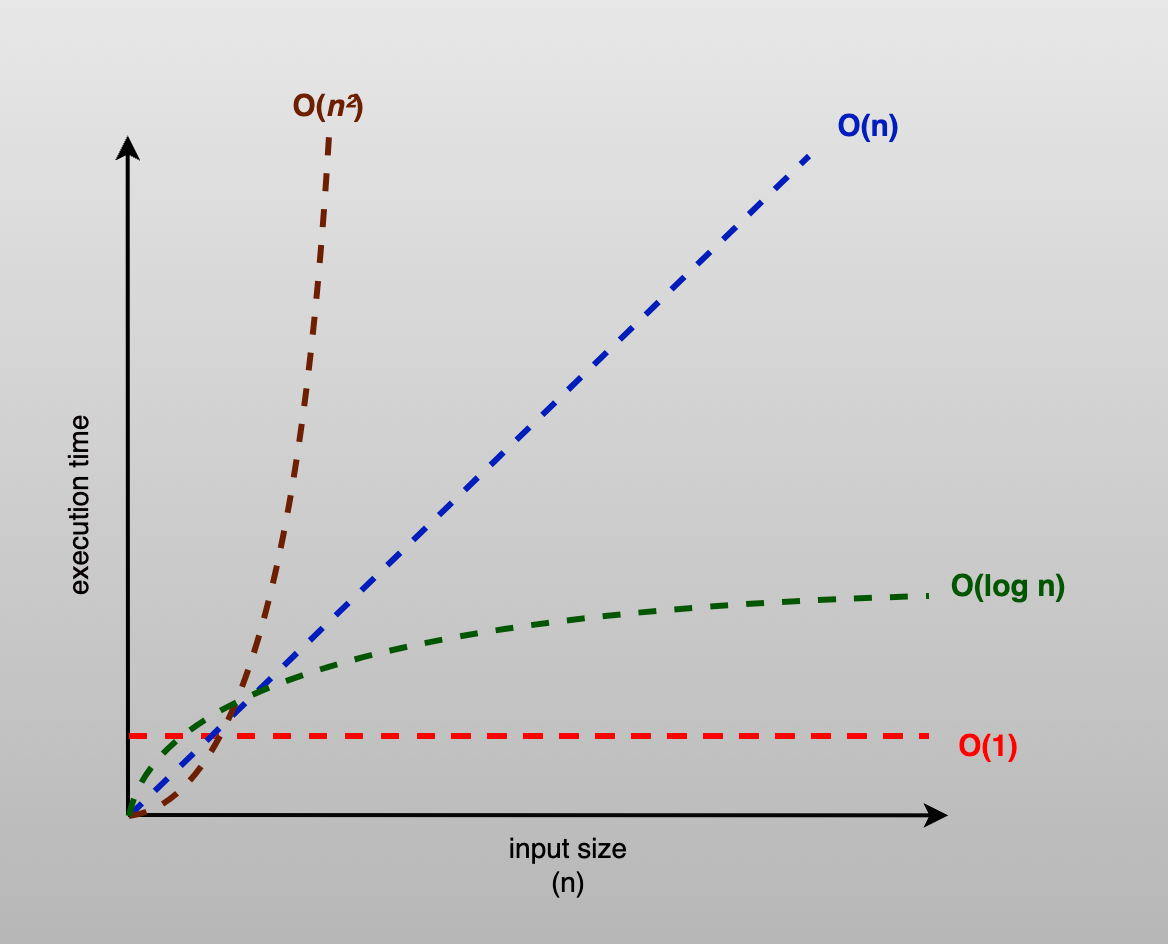 O(n²)
O(n)
execution time
O(log n)
O(1)
input size
(n)